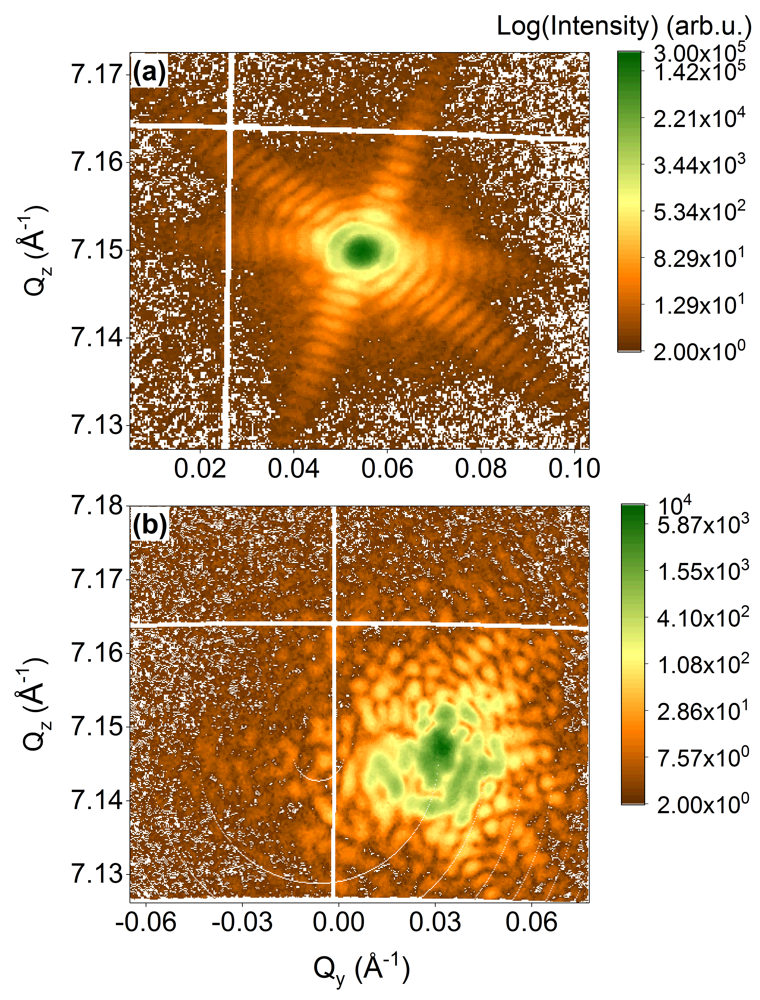 Log(Intensity) (arb.u.)
(a)
7.17
7.16
7.15
7.14
7.13
Q_z (Å^-1)
0.02 0.04 0.06 0.08 0.10
3.00x10^5
1.42x10^5
2.21x10^4
3.44x10^3
5.34x10^2
8.29x10^1
1.29x10^1
2.00x10^0
(b)
7.18
7.17
7.16
7.15
7.14
7.13
Q_z (Å^-1)
-0.06 -0.03 0.00 0.03 0.06
Q_y (Å^-1)
10^4
5.87x10^3
1.55x10^3
4.10x10^2
1.08x10^2
2.86x10^1
7.57x10^0
2.00x10^0